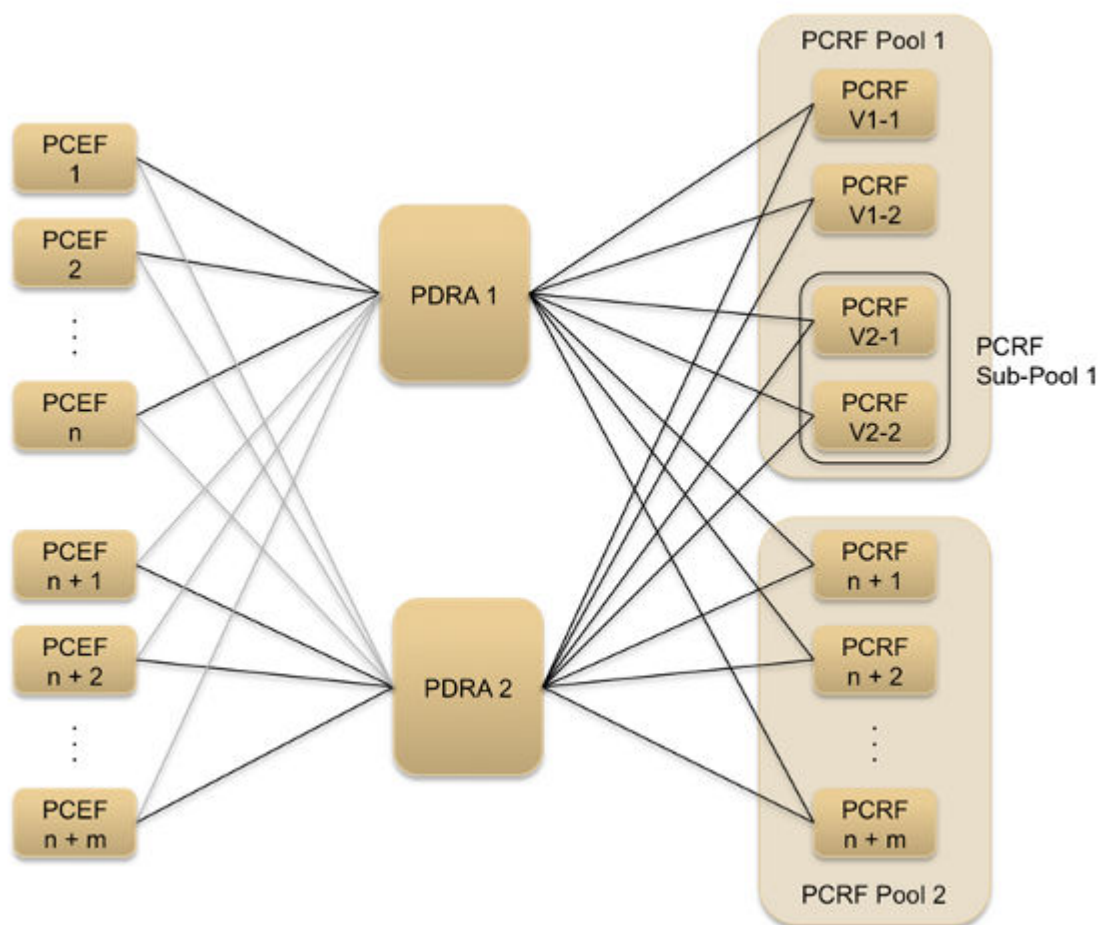 PCEF
1
PCEF
2
PCEF
n
PCEF
n + 1
PCEF
n + 2
PCEF
n + m
PDRA 1
PDRA 2
PCRF Pool 1
PCRF
V1-1
PCRF
V1-2
PCRF
V2-1
PCRF
V2-2
PCRF
Sub-Pool 1
PCRF
n + 1
PCRF
n + 2
PCRF
n + m
PCRF Pool 2